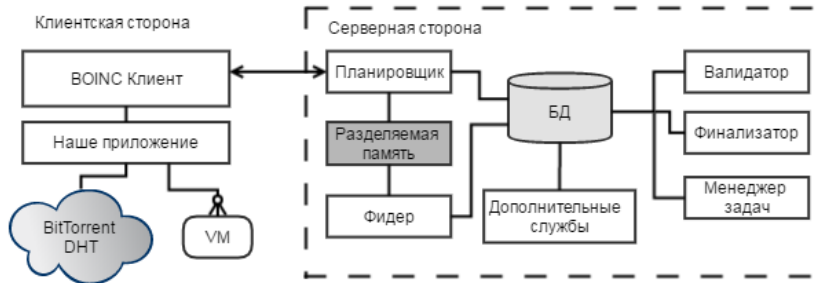 Клиентская сторона
Серверная сторона
BOINC Клиент
Планировщик
БД
Валидатор
Наше приложение
Разделяемая
память
Финализатор
BitTorrent
DHT
VM
Фидер
Дополнительные
службы
Менеджер
задач